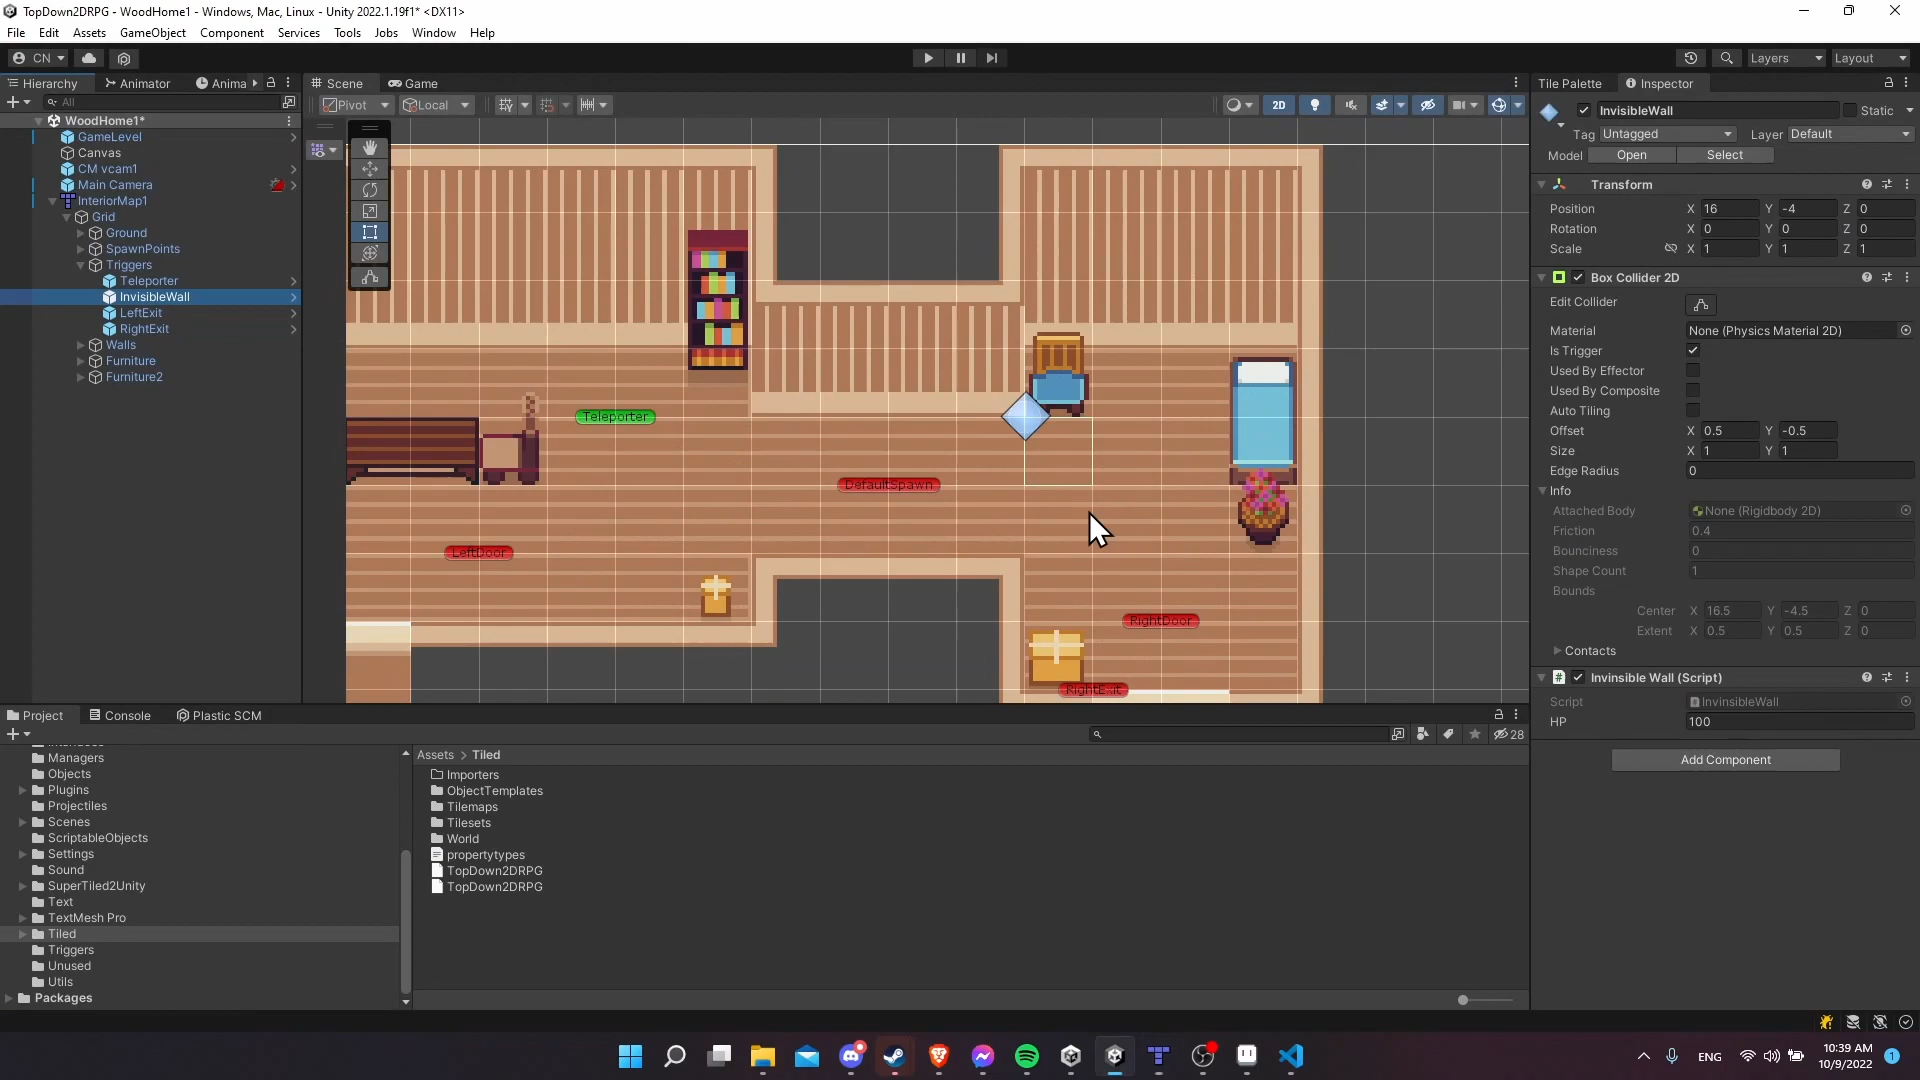 TopDown2DRPG - WoodHome1 - Windows, Mac, Linux - Unity 2022.1.19f1* <DX11>
File Edit Assets GameObject Component Services Tools Jobs Window Help
CN
Layers Layout
Hierarchy Animator Anima
Scene Game
Tile Palette Inspector
All
Pivot Local 2D
WoodHome1*
GameLevel
Canvas
CM vcam1
Main Camera
InteriorMap1
Grid
Ground
SpawnPoints
Triggers
Teleporter
InvisibleWall
LeftExit
RightExit
Walls
Furniture
Furniture2
Teleporter
DefaultSpawn
LeftDoor
RightDoor
RightExit
InvisibleWall Static
Tag Untagged Layer Default
Model Open Select
Transform
Position X 16 Y -4 Z 0
Rotation X 0 Y 0 Z 0
Scale X 1 Y 1 Z 1
Box Collider 2D
Edit Collider
Material None (Physics Material 2D)
Is Trigger
Used By Effector
Used By Composite
Auto Tiling
Offset X 0.5 Y -0.5
Size X 1 Y 1
Edge Radius 0
Info
Attached Body None (Rigidbody 2D)
Friction 0.4
Bounciness 0
Shape Count 1
Bounds
Center X 16.5 Y -4.5 Z 0
Extent X 0.5 Y 0.5 Z 0
Contacts
Invinsible Wall (Script)
Script InvinsibleWall
HP 100
Add Component
Project Console Plastic SCM
28
Managers
Objects
Plugins
Projectiles
Scenes
ScriptableObjects
Settings
Sound
SuperTiled2Unity
Text
TextMesh Pro
Tiled
Triggers
Unused
Utils
Packages
Assets > Tiled
Importers
ObjectTemplates
Tilemaps
Tilesets
World
propertytypes
TopDown2DRPG
TopDown2DRPG
ENG
10:39 AM
10/9/2022
1